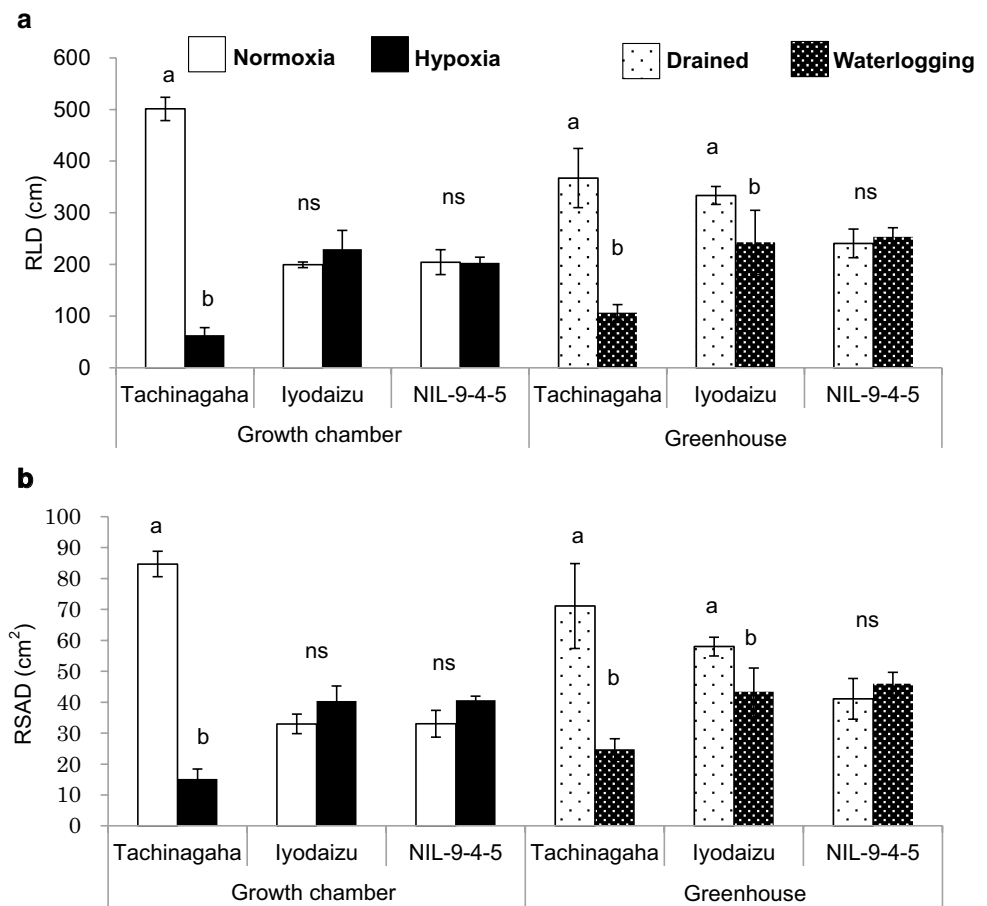 a
Normoxia Hypoxia Drained Waterlogging
600
500
400
300
200
100
0
RLD (cm)
a b ns ns a b a b ns
Tachinagaha Iyodaizu NIL-9-4-5 Tachinagaha Iyodaizu NIL-9-4-5
Growth chamber Greenhouse
b
100
90
80
70
60
50
40
30
20
10
0
RSAD (cm²)
a b ns ns a b a b ns
Tachinagaha Iyodaizu NIL-9-4-5 Tachinagaha Iyodaizu NIL-9-4-5
Growth chamber Greenhouse